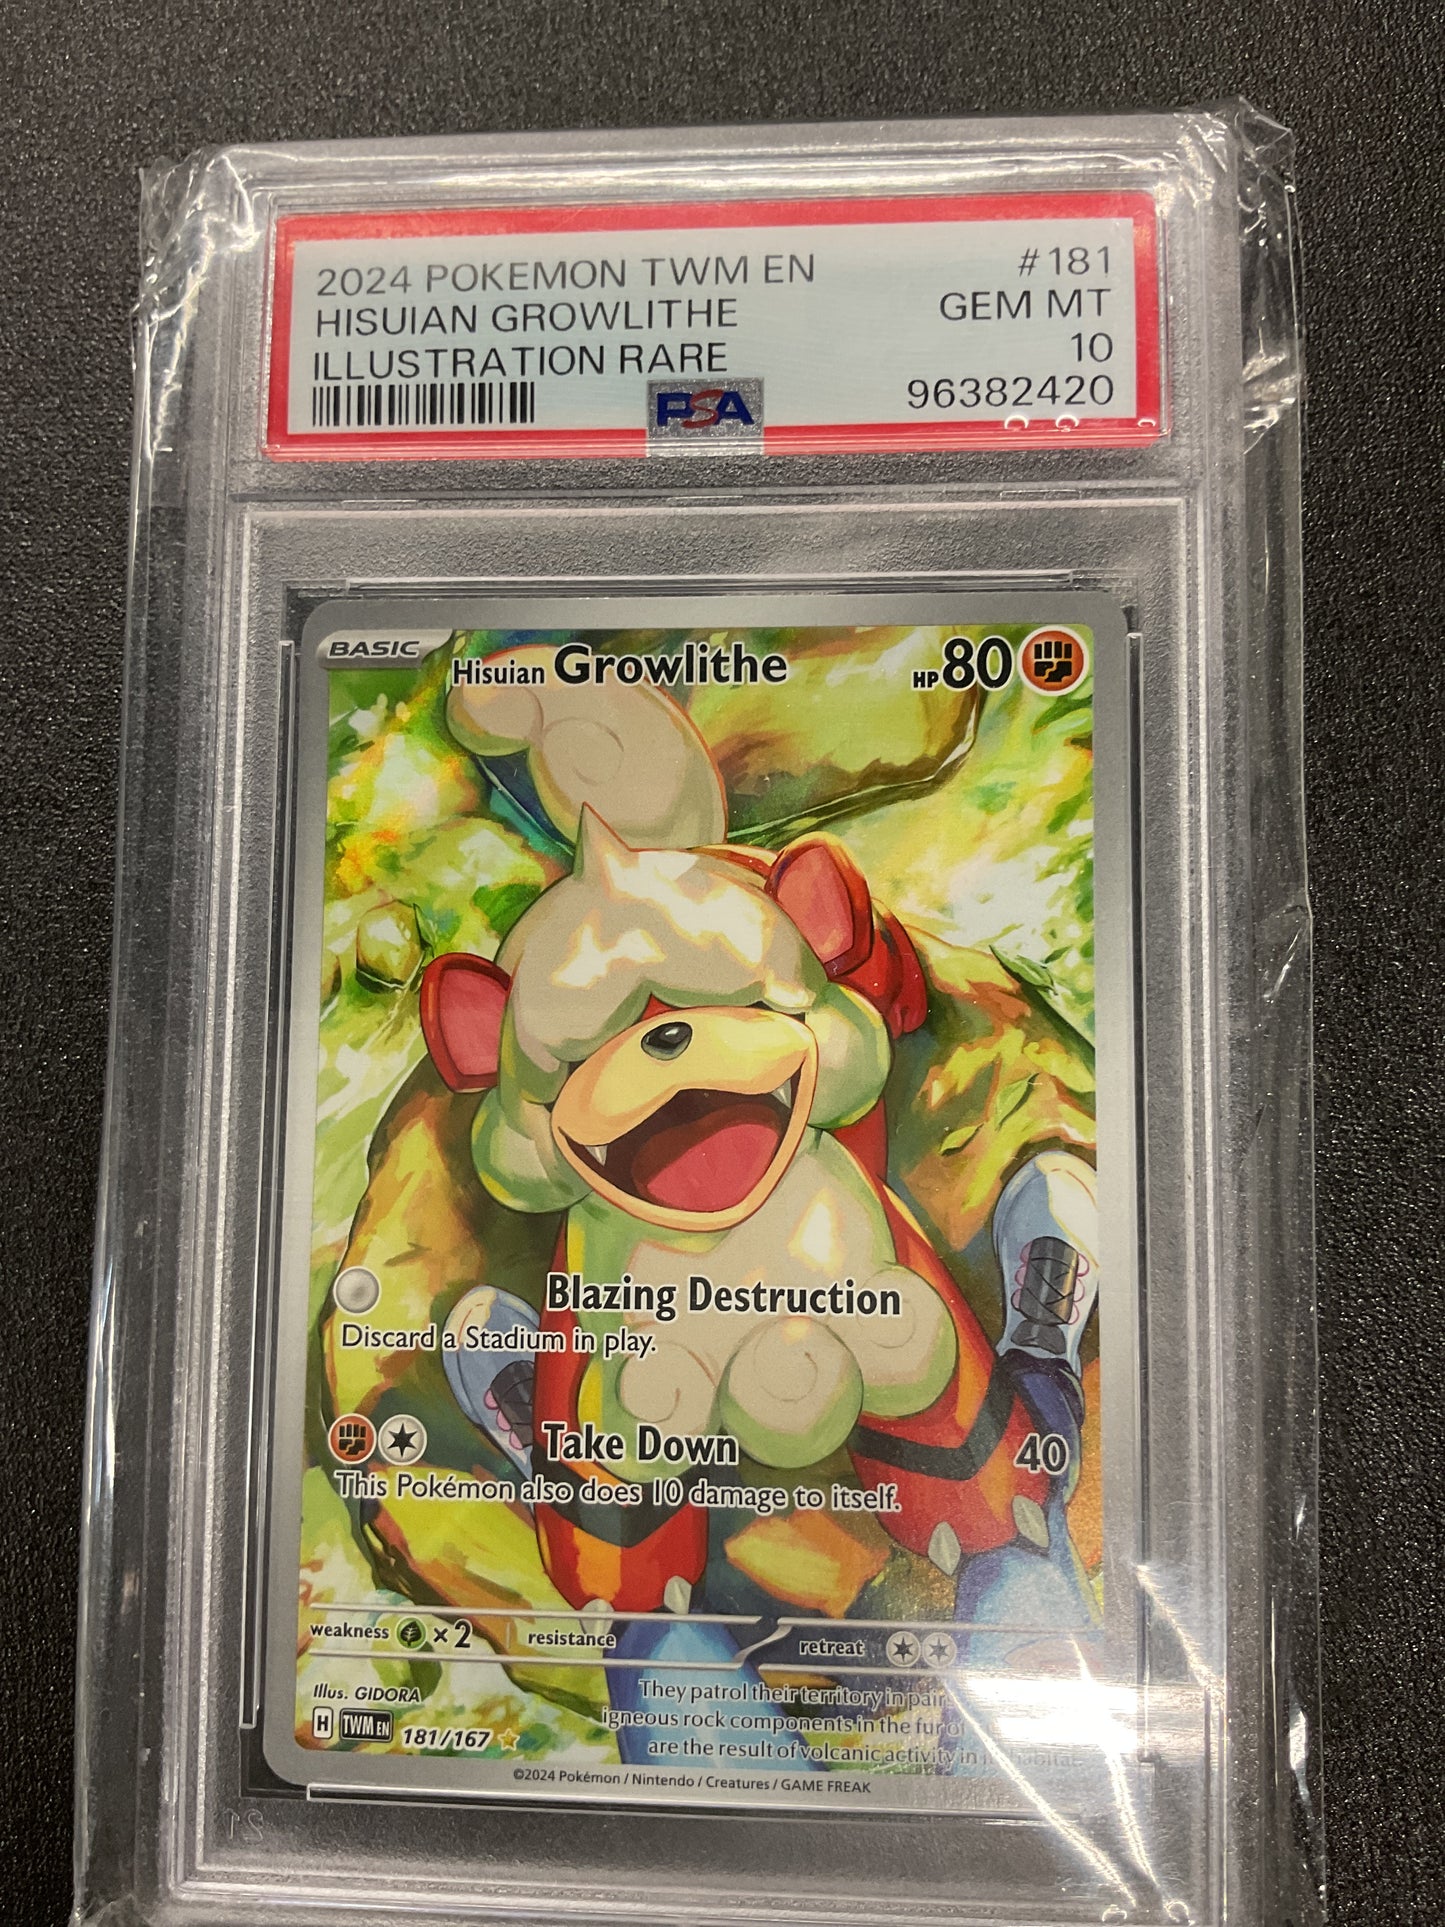 2024 POKEMON TWM EN #181
HISUIAN GROWLITHE GEM MT
ILLUSTRATION RARE 10
PSA 96382420
BASIC Hisuian Growlithe HP 80
Blazing Destruction
Discard a Stadium in play.
Take Down 40
This Pokémon also does 10 damage to itself.
weakness ×2 resistance retreat
Illus. GIDORA
They patrol their territory in pair
H TWM EN 181/167
igneous rock components in the fur of
are the result of volcanic activity in habitat
©2024 Pokémon / Nintendo / Creatures / GAME FREAK